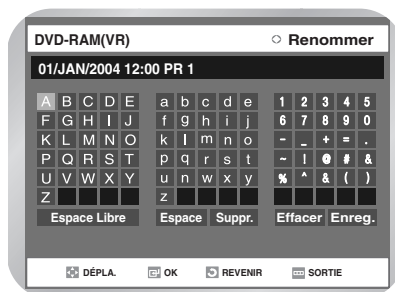 DVD-RAM(VR) Renommer
01/JAN/2004 12:00 PR 1
A B C D E a b c d e 1 2 3 4 5
F G H I J f g h i j 6 7 8 9 0
K L M N O k l m n o - _ + = .
P Q R S T p q r s t ~ ! @ # &
U V W X Y u n w x y % ^ & ( )
Z z
Espace Libre Espace Suppr. Effacer Enreg.
DÉPLA. OK REVENIR SORTIE